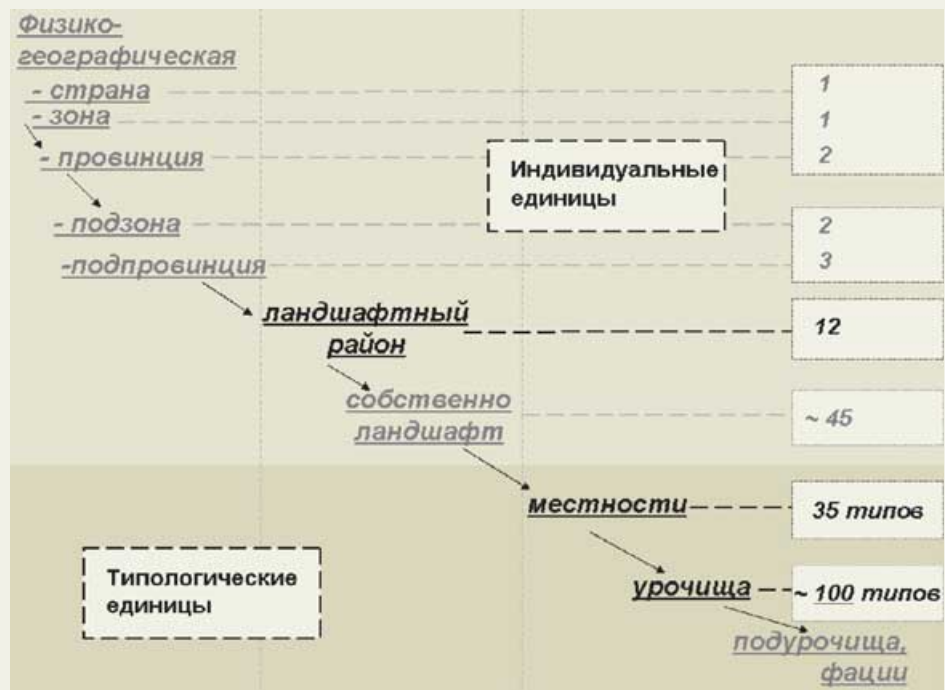 Физико-
географическая
- страна 1
- зона 1
- провинция 2
Индивидуальные
единицы
- подзона 2
-подпровинция 3
ландшафтный
район 12
собственно
ландшафт ~ 45
местности 35 типов
Типологические
единицы
урочища ~ 100 типов
подурочища,
фации